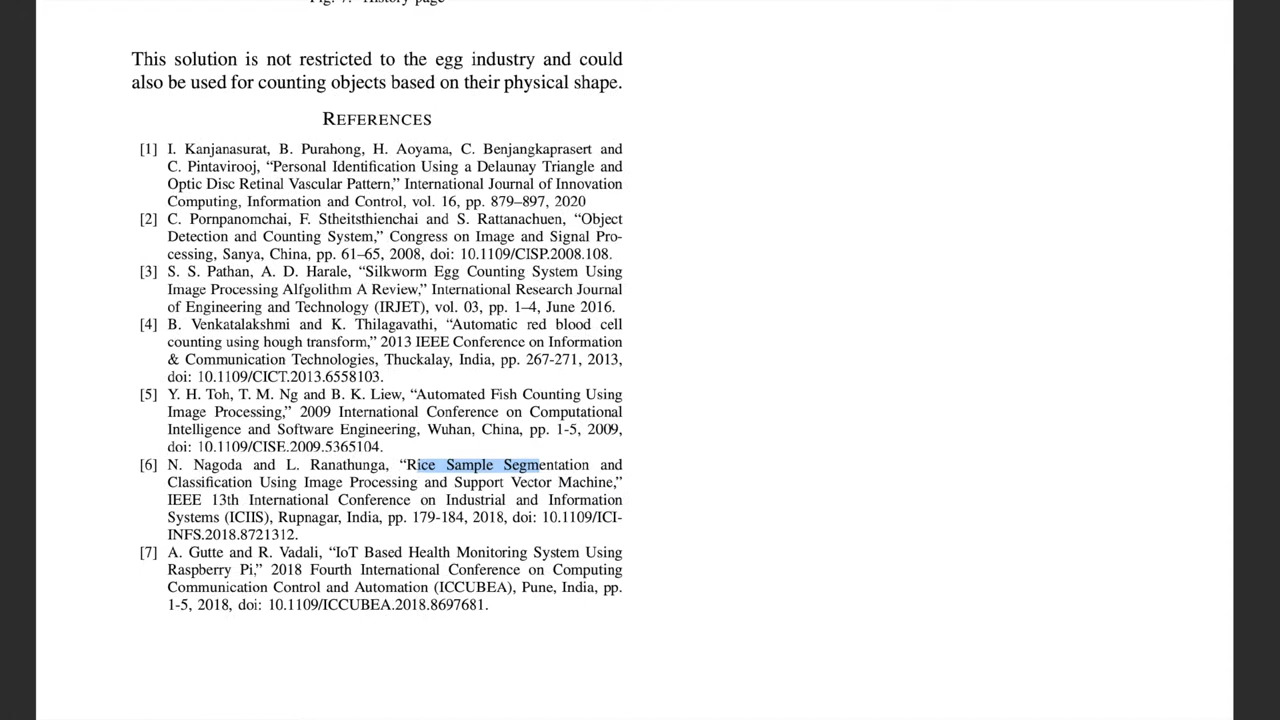 Fig. 7. History page
This solution is not restricted to the egg industry and could
also be used for counting objects based on their physical shape.
REFERENCES
[1] I. Kanjanasurat, B. Purahong, H. Aoyama, C. Benjangkaprasert and
C. Pintavirooj, “Personal Identification Using a Delaunay Triangle and
Optic Disc Retinal Vascular Pattern,” International Journal of Innovation
Computing, Information and Control, vol. 16, pp. 879–897, 2020
[2] C. Pornpanomchai, F. Stheitsthienchai and S. Rattanachuen, “Object
Detection and Counting System,” Congress on Image and Signal Pro-
cessing, Sanya, China, pp. 61–65, 2008, doi: 10.1109/CISP.2008.108.
[3] S. S. Pathan, A. D. Harale, “Silkworm Egg Counting System Using
Image Processing Alfgolithm A Review,” International Research Journal
of Engineering and Technology (IRJET), vol. 03, pp. 1–4, June 2016.
[4] B. Venkatalakshmi and K. Thilagavathi, “Automatic red blood cell
counting using hough transform,” 2013 IEEE Conference on Information
& Communication Technologies, Thuckalay, India, pp. 267-271, 2013,
doi: 10.1109/CICT.2013.6558103.
[5] Y. H. Toh, T. M. Ng and B. K. Liew, “Automated Fish Counting Using
Image Processing,” 2009 International Conference on Computational
Intelligence and Software Engineering, Wuhan, China, pp. 1-5, 2009,
doi: 10.1109/CISE.2009.5365104.
[6] N. Nagoda and L. Ranathunga, “Rice Sample Segmentation and
Classification Using Image Processing and Support Vector Machine,”
IEEE 13th International Conference on Industrial and Information
Systems (ICIIS), Rupnagar, India, pp. 179-184, 2018, doi: 10.1109/ICI-
INFS.2018.8721312.
[7] A. Gutte and R. Vadali, “IoT Based Health Monitoring System Using
Raspberry Pi,” 2018 Fourth International Conference on Computing
Communication Control and Automation (ICCUBEA), Pune, India, pp.
1-5, 2018, doi: 10.1109/ICCUBEA.2018.8697681.